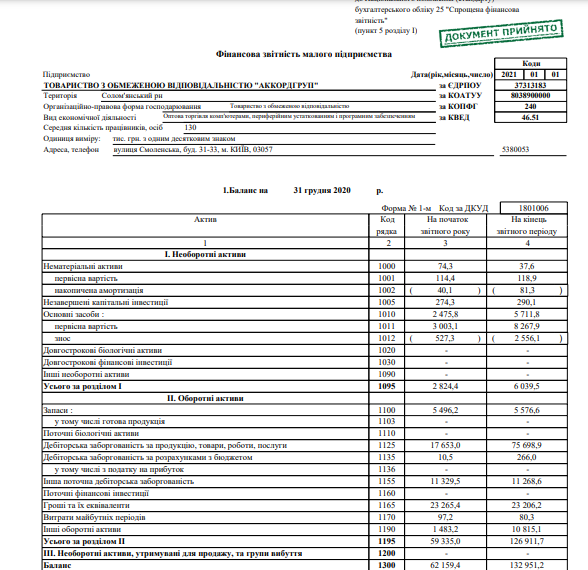 бухгалтерського обліку 25 "Спрощена фінансова
звітність"
(пункт 5 розділу I)
ДОКУМЕНТ ПРИЙНЯТО
Фінансова звітність малого підприємства
Коди
Підприємство Дата(рік,місяць,число) 2021 01 01
ТОВАРИСТВО З ОБМЕЖЕНОЮ ВІДПОВІДАЛЬНІСТЮ "АККОРДГРУП" за ЄДРПОУ 37313183
Територія Солом'янський рн за КОАТУУ 8038900000
Організаційно-правова форма господарювання Товариство з обмеженою відповідальністю за КОПФГ 240
Вид економічної діяльності Оптова торгівля комп'ютерами, периферійним устаткованням і програмним забезпеченням за КВЕД 46.51
Середня кількість працівників, осіб 130
Одиниця виміру: тис. грн. з одним десятковим знаком
Адреса, телефон вулиця Смоленська, буд. 31-33, м. КИЇВ, 03057 5380053
1.Баланс на 31 грудня 2020 р.
Форма № 1-м Код за ДКУД 1801006
Актив Код рядка На початок звітного року На кінець звітного періоду
1 2 3 4
I. Необоротні активи
Нематеріальні активи 1000 74,3 37,6
первісна вартість 1001 114,4 118,9
накопичена амортизація 1002 ( 40,1 ) ( 81,3 )
Незавершені капітальні інвестиції 1005 274,3 290,1
Основні засоби : 1010 2 475,8 5 711,8
первісна вартість 1011 3 003,1 8 267,9
знос 1012 ( 527,3 ) ( 2 556,1 )
Довгострокові біологічні активи 1020 - -
Довгострокові фінансові інвестиції 1030 - -
Інші необоротні активи 1090 - -
Усього за розділом I 1095 2 824,4 6 039,5
II. Оборотні активи
Запаси : 1100 5 496,2 5 576,6
у тому числі готова продукція 1103 - -
Поточні біологічні активи 1110 - -
Дебіторська заборгованість за продукцію, товари, роботи, послуги 1125 17 653,0 75 698,9
Дебіторська заборгованість за розрахунками з бюджетом 1135 10,5 266,0
у тому числі з податку на прибуток 1136 - -
Інша поточна дебіторська заборгованість 1155 11 329,5 11 268,6
Поточні фінансові інвестиції 1160 - -
Гроші та їх еквіваленти 1165 23 265,4 23 206,2
Витрати майбутніх періодів 1170 97,2 80,3
Інші оборотні активи 1190 1 483,2 10 815,1
Усього за розділом II 1195 59 335,0 126 911,7
III. Необоротні активи, утримувані для продажу, та групи вибуття 1200 - -
Баланс 1300 62 159,4 132 951,2